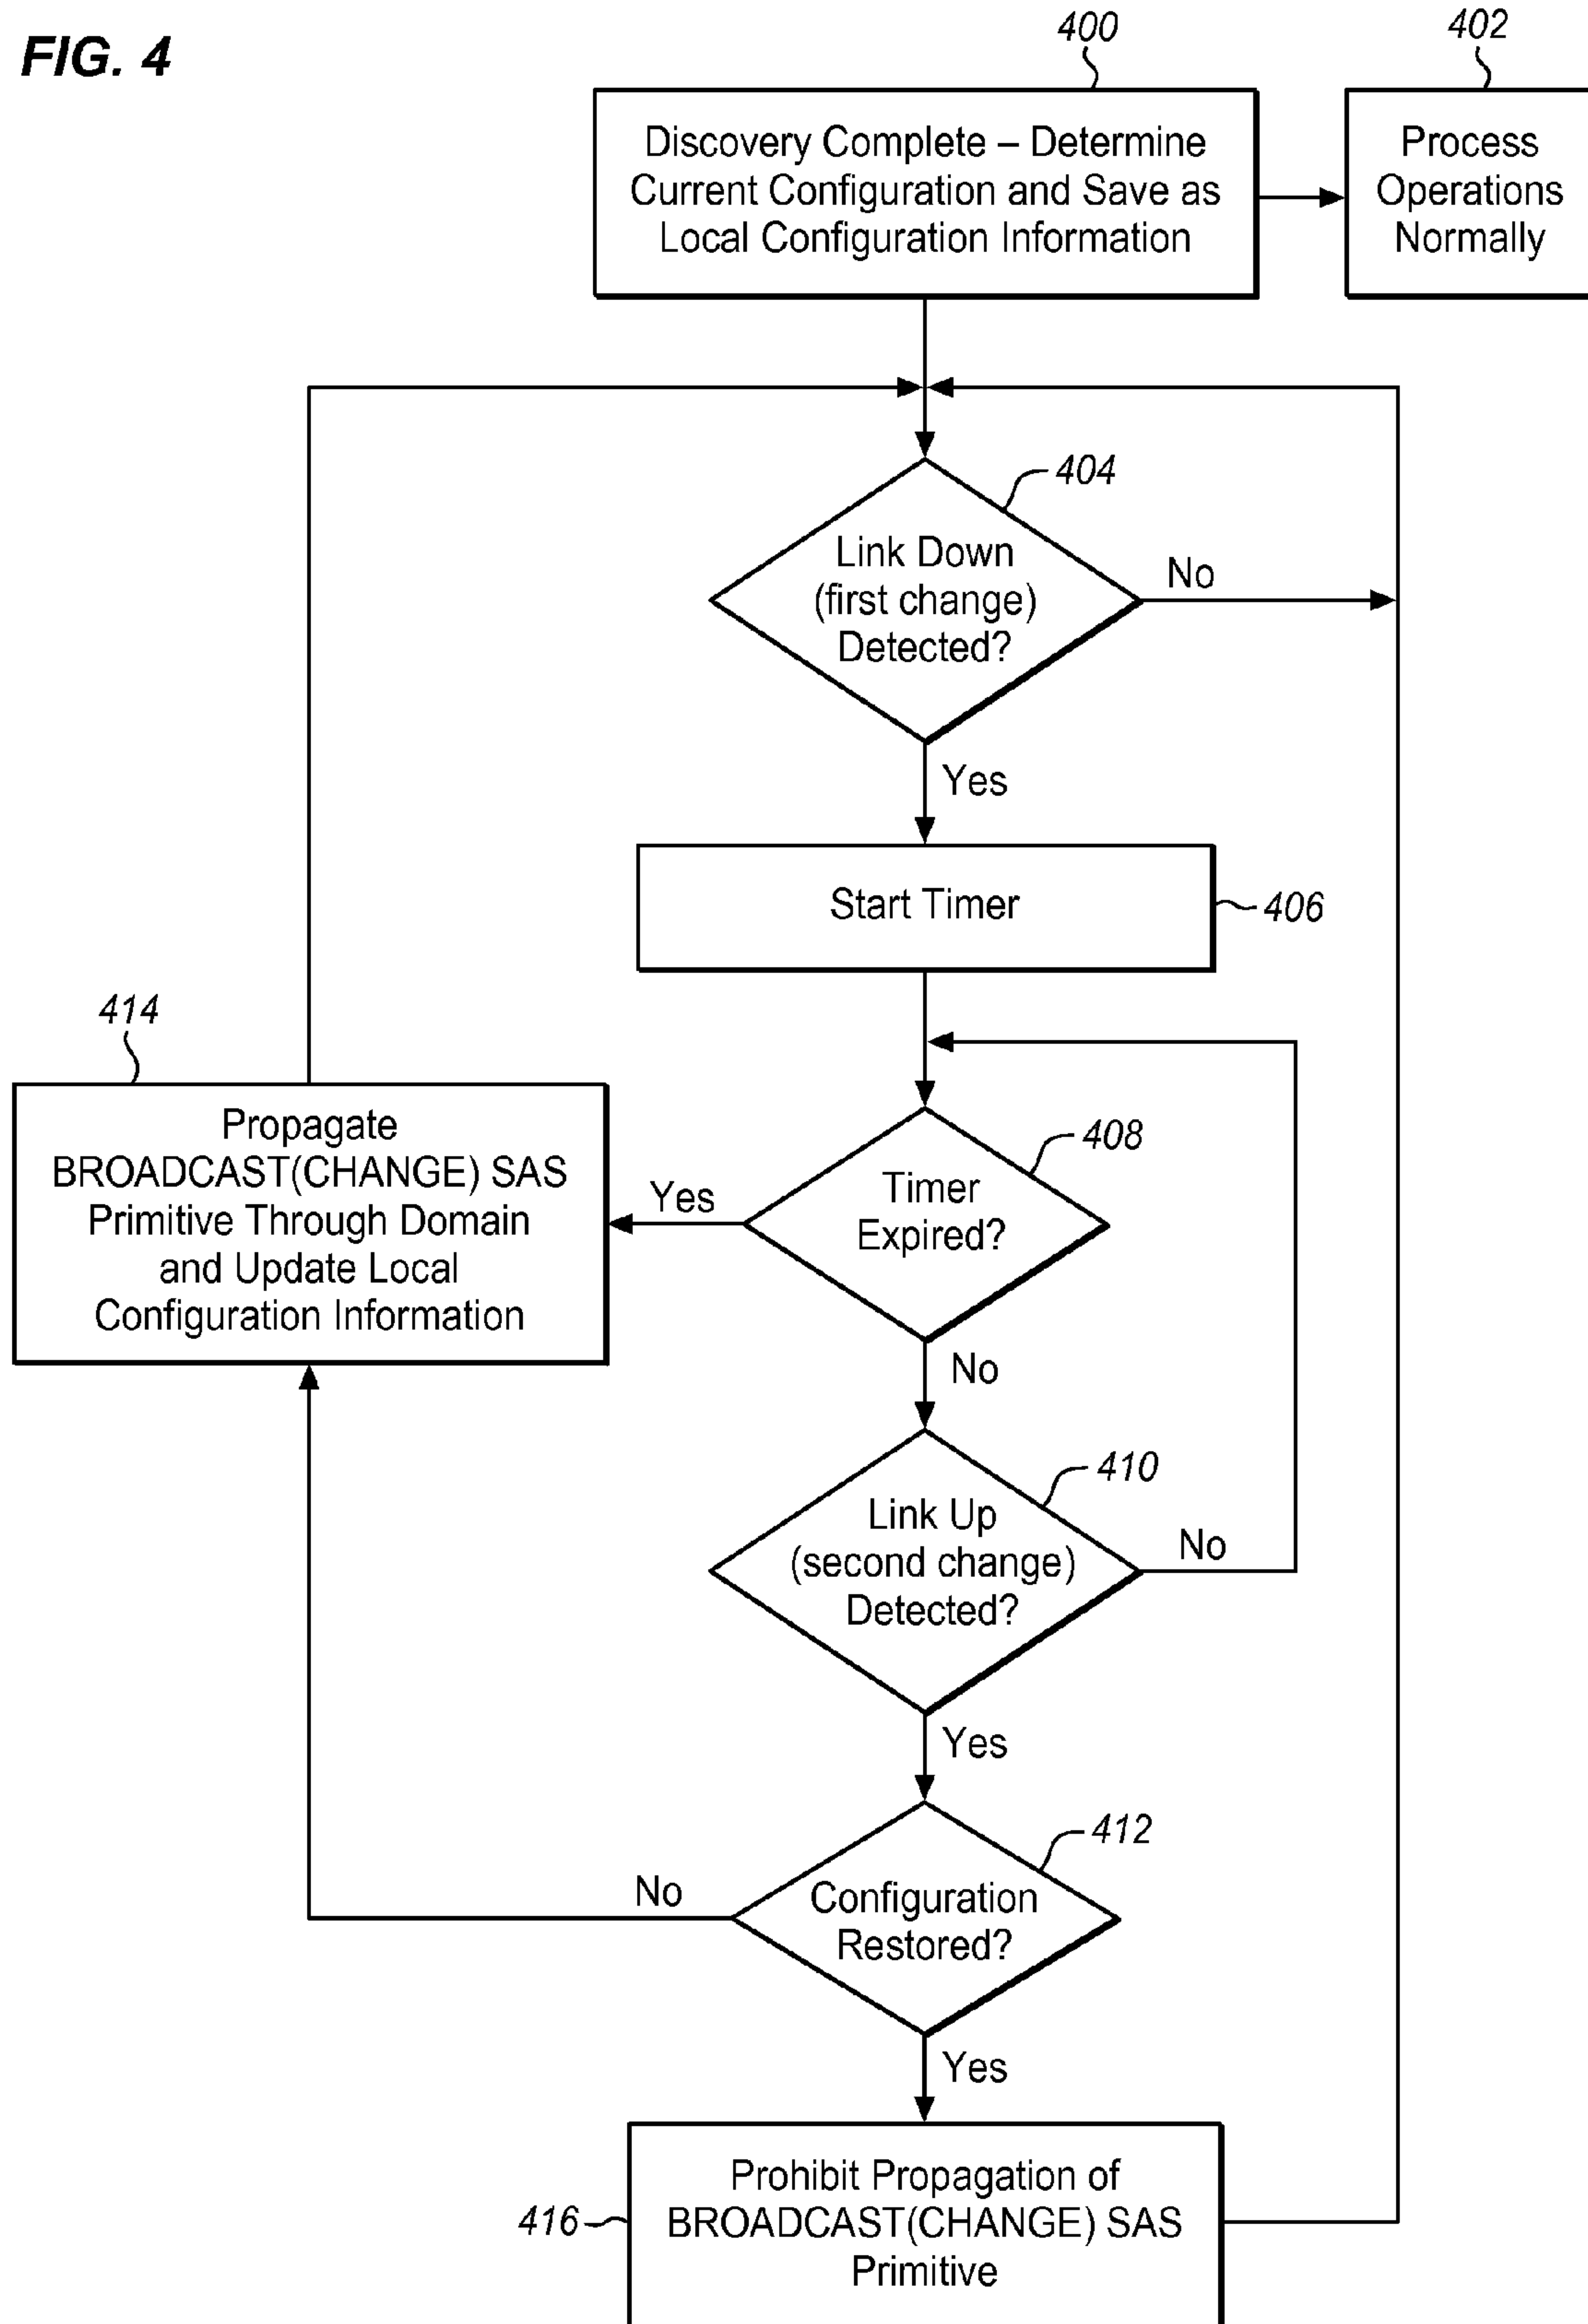 FIG. 4
400
402
Discovery Complete – Determine
Current Configuration and Save as
Local Configuration Information
Process
Operations
Normally
404
Link Down
(first change)
Detected?
No
Yes
Start Timer
406
414
Propagate
BROADCAST(CHANGE) SAS
Primitive Through Domain
and Update Local
Configuration Information
408
Timer
Expired?
Yes
No
410
Link Up
(second change)
Detected?
No
Yes
412
Configuration
Restored?
No
Yes
416
Prohibit Propagation of
BROADCAST(CHANGE) SAS
Primitive